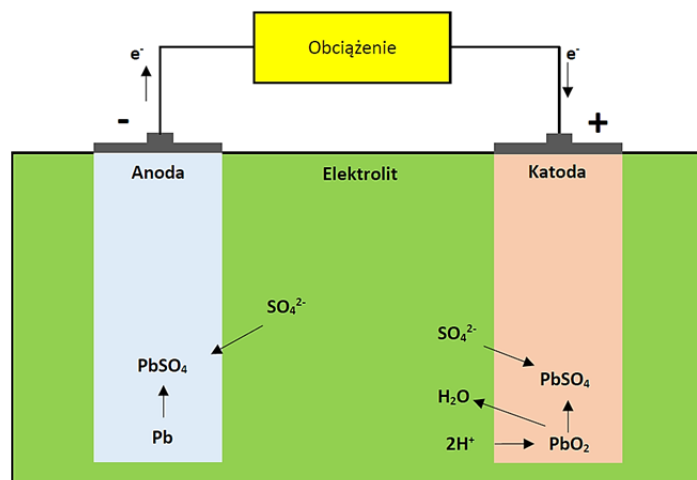 Obciążenie
e⁻
e⁻
-
+
Anoda
Elektrolit
Katoda
SO₄²⁻
SO₄²⁻
PbSO₄
PbSO₄
H₂O
Pb
2H⁺
PbO₂